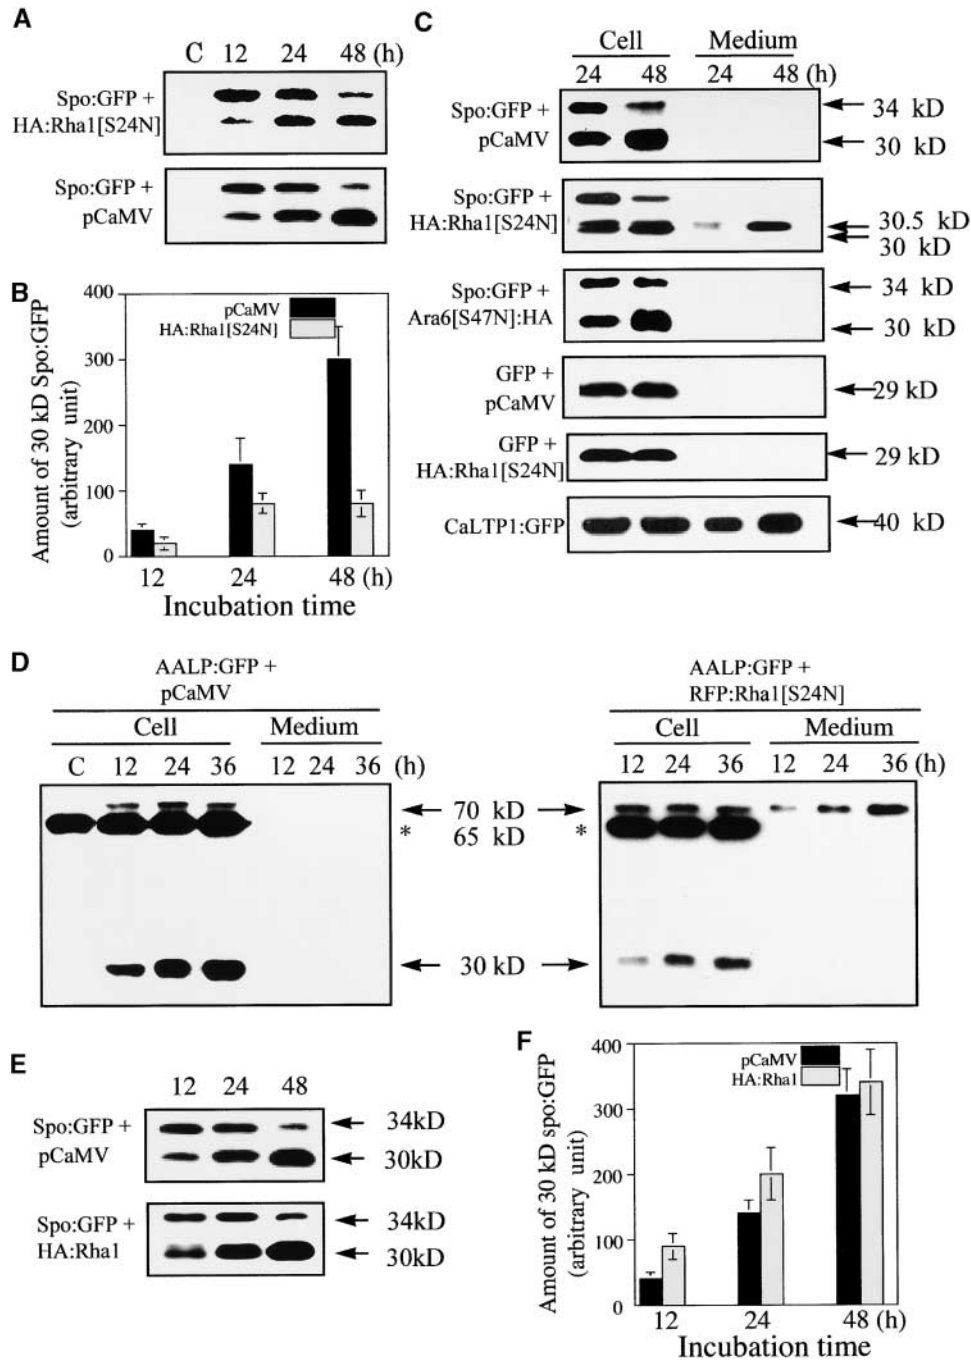 A
C 12 24 48 (h)
Spo:GFP +
HA:Rha1[S24N]
Spo:GFP +
pCaMV
B
400
300
200
100
0
Amount of 30 kD Spo:GFP
(arbitrary unit)
pCaMV
HA:Rha1[S24N]
12 24 48 (h)
Incubation time
C
Cell Medium
24 48 24 48 (h)
Spo:GFP +
pCaMV
34 kD
30 kD
Spo:GFP +
HA:Rha1[S24N]
30.5 kD
30 kD
Spo:GFP +
Ara6[S47N]:HA
34 kD
30 kD
GFP +
pCaMV
29 kD
GFP +
HA:Rha1[S24N]
29 kD
CaLTP1:GFP
40 kD
D
AALP:GFP +
pCaMV
Cell Medium
C 12 24 36 12 24 36 (h)
AALP:GFP +
RFP:Rha1[S24N]
Cell Medium
12 24 36 12 24 36 (h)
70 kD
* 65 kD *
30 kD
E
12 24 48
Spo:GFP +
pCaMV
34kD
30kD
Spo:GFP +
HA:Rha1
34kD
30kD
F
400
300
200
100
0
Amount of 30 kD spo:GFP
(arbitrary unit)
pCaMV
HA:Rha1
12 24 48 (h)
Incubation time